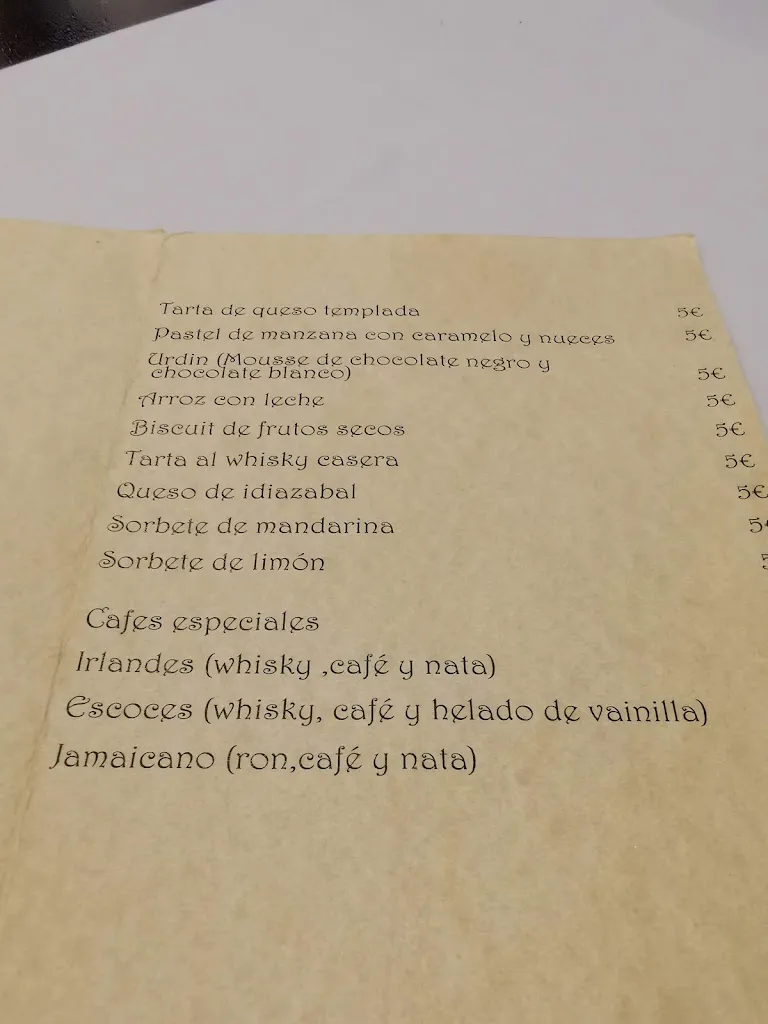 Tarta de queso templada 5€
Pastel de manzana con caramelo y nueces 5€
Urdin (Mousse de chocolate negro y
chocolate blanco) 5€
Arroz con leche 5€
Biscuit de frutos secos 5€
Tarta al whisky casera 5€
Queso de idiazabal 5€
Sorbete de mandarina 5€
Sorbete de limón 5
Cafes especiales
Irlandes (whisky ,café y nata)
Escoces (whisky, café y helado de vainilla)
Jamaicano (ron,café y nata)